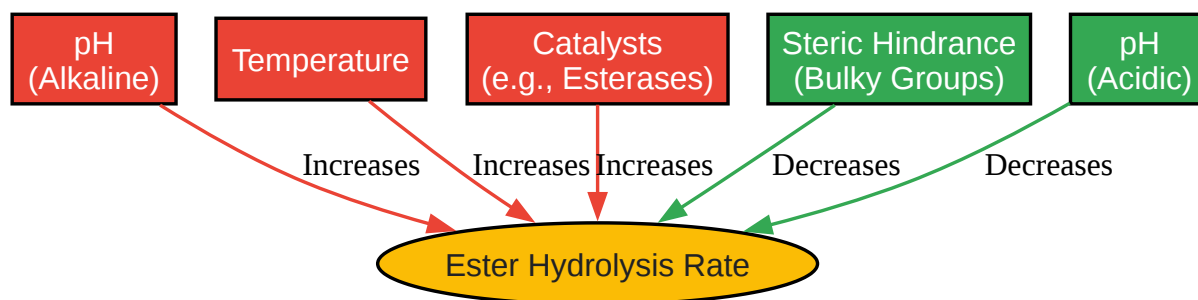 pH
(Alkaline)
Temperature
Catalysts
(e.g., Esterases)
Steric Hindrance
(Bulky Groups)
pH
(Acidic)
Increases
Increases
Increases
Decreases
Decreases
Ester Hydrolysis Rate